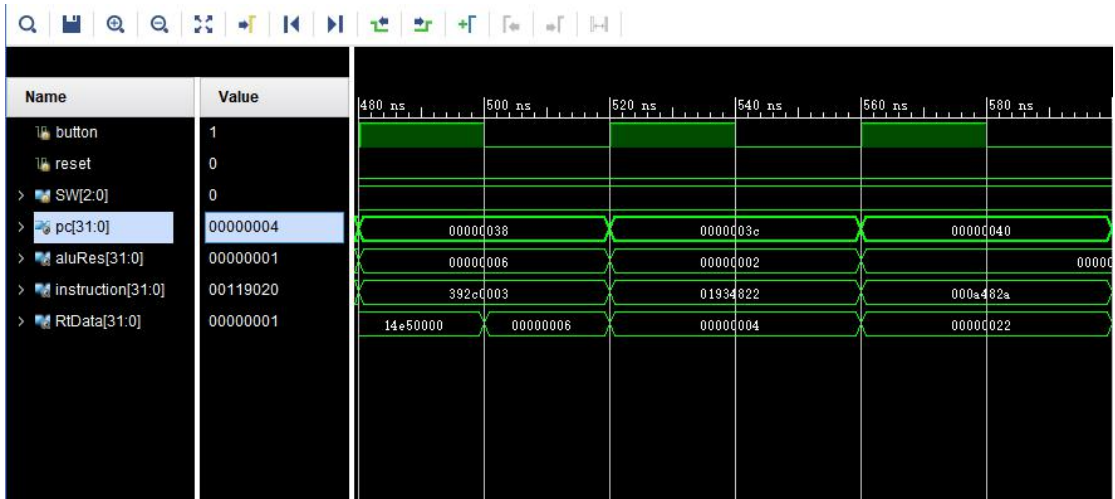 Name Value
480 ns 500 ns 520 ns 540 ns 560 ns 580 ns
button 1
reset 0
SW[2:0] 0
pc[31:0] 00000004 00000038 0000003c 00000040
aluRes[31:0] 00000001 00000006 00000002 00000
instruction[31:0] 00119020 392c0003 01934822 000a482a
RtData[31:0] 00000001 14e50000 00000006 00000004 00000022